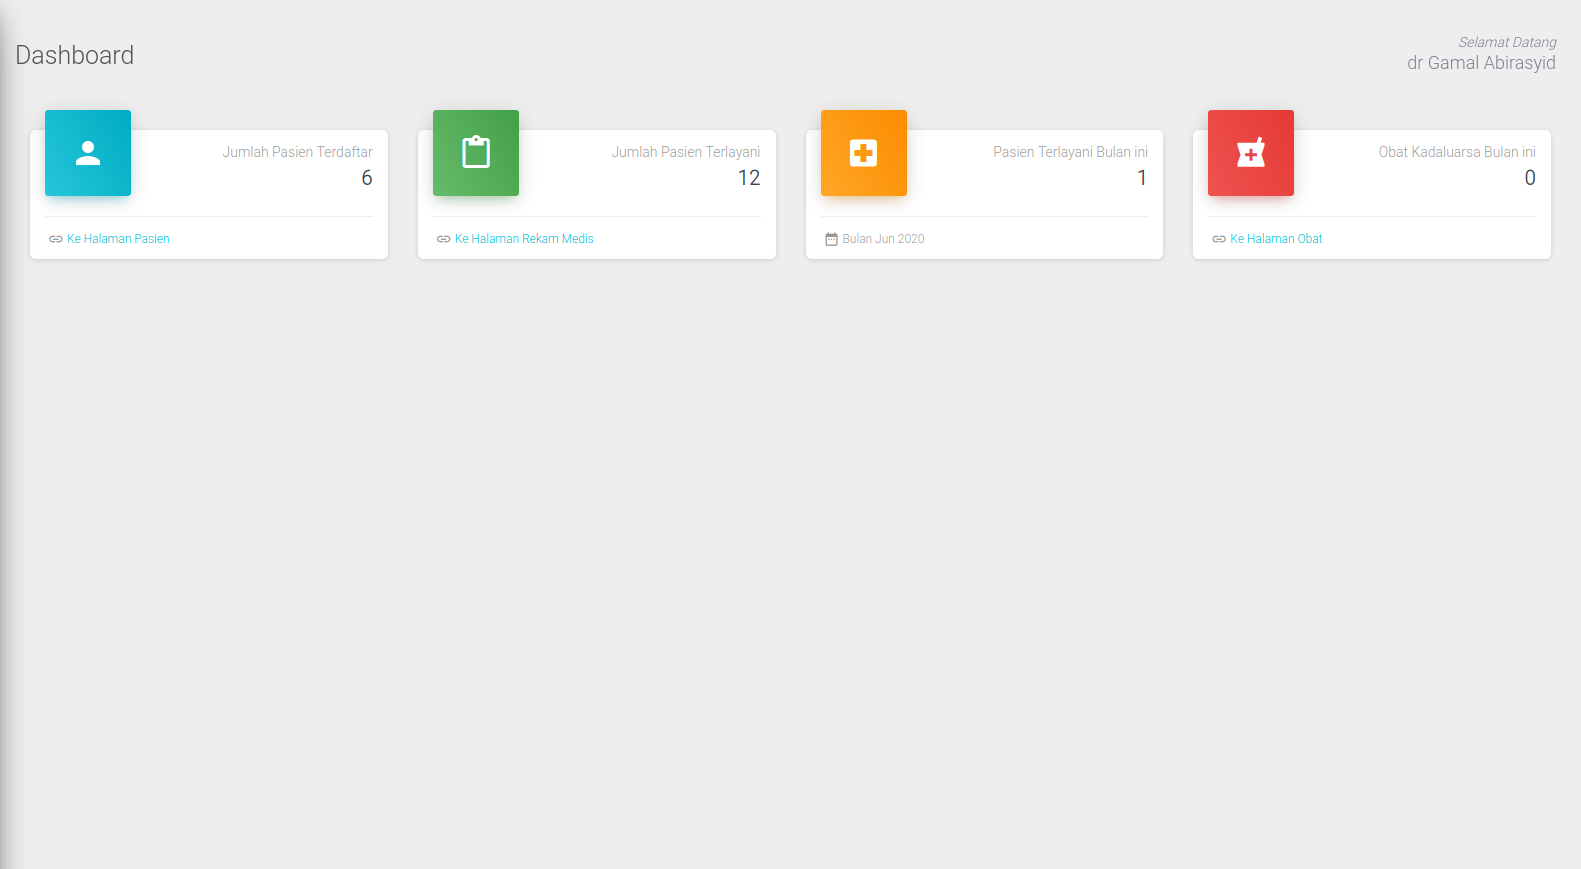 Dashboard
Selamat Datang
dr Gamal Abirasyid
Jumlah Pasien Terdaftar
6
Ke Halaman Pasien
Jumlah Pasien Terlayani
12
Ke Halaman Rekam Medis
Pasien Terlayani Bulan ini
1
Bulan Jun 2020
Obat Kadaluarsa Bulan ini
0
Ke Halaman Obat